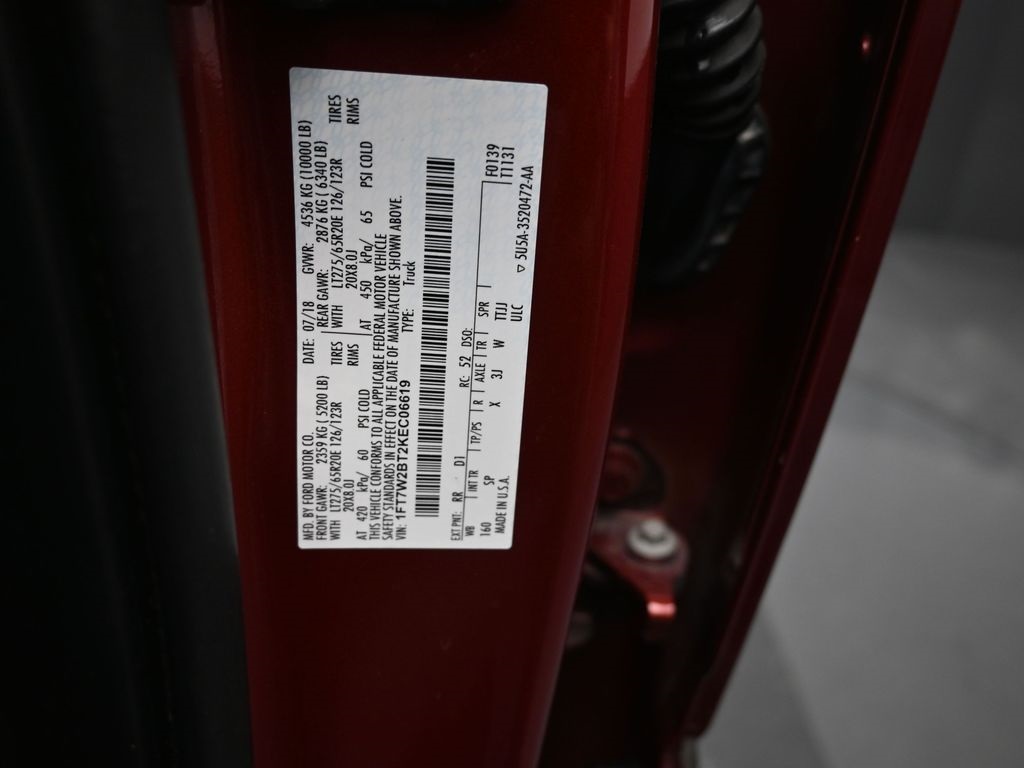 MFD. BY FORD MOTOR CO.
DATE: 07/18 GVWR: 4536 KG (10000 LB)
FRONT GAWR: 2359 KG ( 5200 LB) REAR GAWR: 2876 KG ( 6340 LB)
WITH LT275/65R20E 126/123R TIRES WITH LT275/65R20E 126/123R TIRES
20X8.0J RIMS 20X8.0J RIMS
AT 420 kPa/ 60 PSI COLD AT 450 kPa/ 65 PSI COLD
THIS VEHICLE CONFORMS TO ALL APPLICABLE FEDERAL MOTOR VEHICLE
SAFETY STANDARDS IN EFFECT ON THE DATE OF MANUFACTURE SHOWN ABOVE.
VIN: 1FT7W2BT2KEC06619 TYPE: Truck
EXT PNT: RR D1 RC: 52 DSO:
WB INT TR TP/PS R AXLE TR SPR F0139
160 SP X 3J W TTJJ T1131
MADE IN U.S.A. ULC ▽ 5U5A-3520472-AA